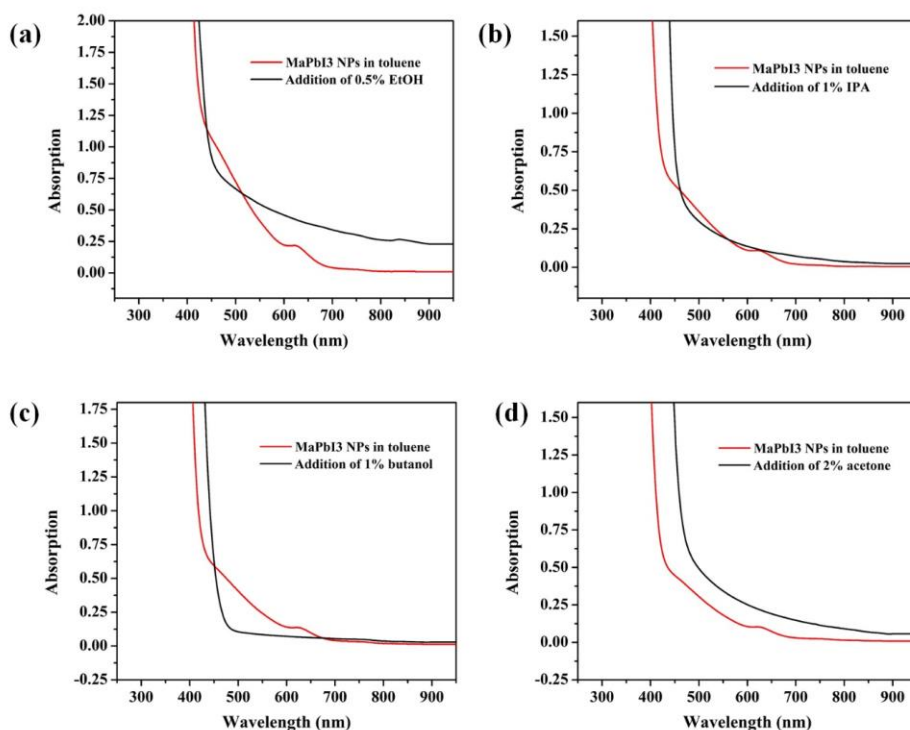 (a)
2.00
1.75
1.50
1.25
1.00
0.75
0.50
0.25
0.00
Absorption
MaPbI3 NPs in toluene
Addition of 0.5% EtOH
300 400 500 600 700 800 900
Wavelength (nm)
(b)
1.50
1.25
1.00
0.75
0.50
0.25
0.00
Absorption
MaPbI3 NPs in toluene
Addition of 1% IPA
300 400 500 600 700 800 900
Wavelength (nm)
(c)
1.75
1.50
1.25
1.00
0.75
0.50
0.25
0.00
-0.25
Absorption
MaPbI3 NPs in toluene
Addition of 1% butanol
300 400 500 600 700 800 900
Wavelength (nm)
(d)
1.50
1.25
1.00
0.75
0.50
0.25
0.00
-0.25
Absorption
MaPbI3 NPs in toluene
Addition of 2% acetone
300 400 500 600 700 800 900
Wavelength (nm)